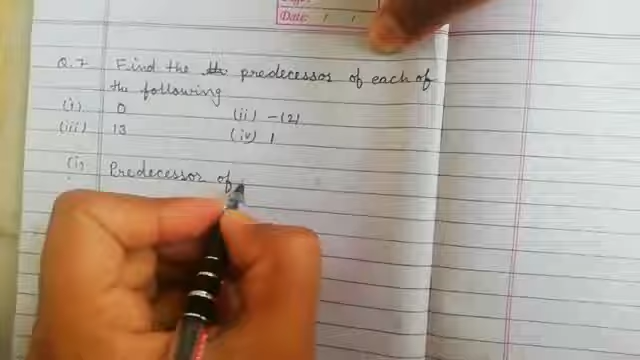 Date / /
Q.7 Find the predecessor of each of
the following
(i) 0 (ii) -121
(iii) 13 (iv) 1
(i) Predecessor of